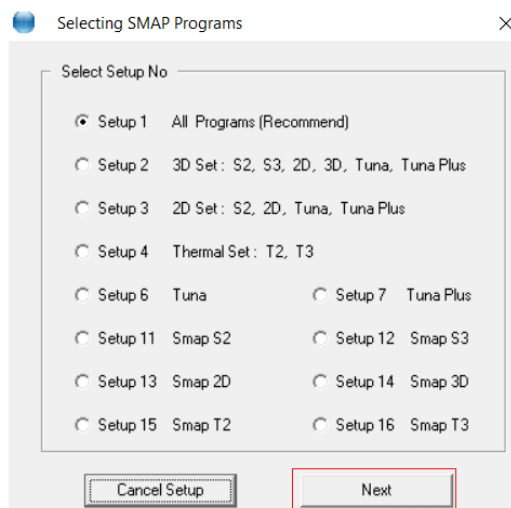 Selecting SMAP Programs
Select Setup No
Setup 1 All Programs (Recommend)
Setup 2 3D Set : S2, S3, 2D, 3D, Tuna, Tuna Plus
Setup 3 2D Set : S2, 2D, Tuna, Tuna Plus
Setup 4 Thermal Set : T2, T3
Setup 6 Tuna Setup 7 Tuna Plus
Setup 11 Smap S2 Setup 12 Smap S3
Setup 13 Smap 2D Setup 14 Smap 3D
Setup 15 Smap T2 Setup 16 Smap T3
Cancel Setup Next